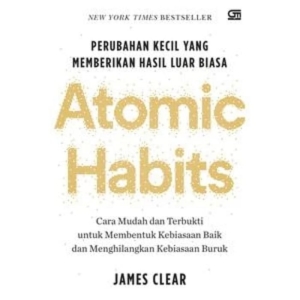 NEW YORK TIMES BESTSELLER
PERUBAHAN KECIL YANG
MEMBERIKAN HASIL LUAR BIASA
Atomic
Habits
Cara Mudah dan Terbukti
untuk Membentuk Kebiasaan Baik
dan Menghilangkan Kebiasaan Buruk
JAMES CLEAR